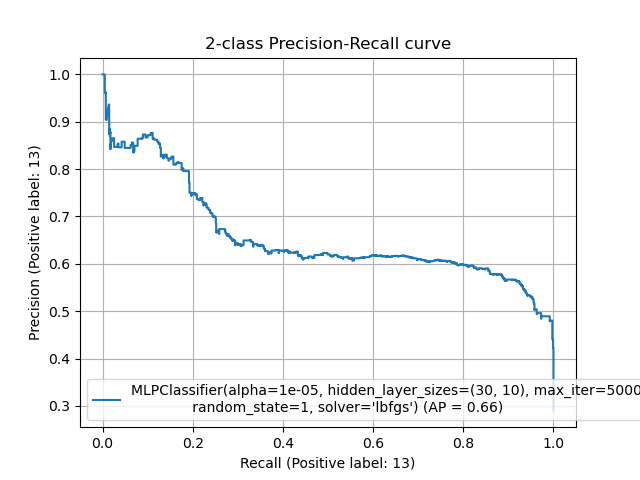 2-class Precision-Recall curve
1.0
0.9
0.8
0.7
0.6
0.5
0.4
0.3
Precision (Positive label: 13)
MLPClassifier(alpha=1e-05, hidden_layer_sizes=(30, 10), max_iter=5000
random_state=1, solver='lbfgs') (AP = 0.66)
0.0 0.2 0.4 0.6 0.8 1.0
Recall (Positive label: 13)